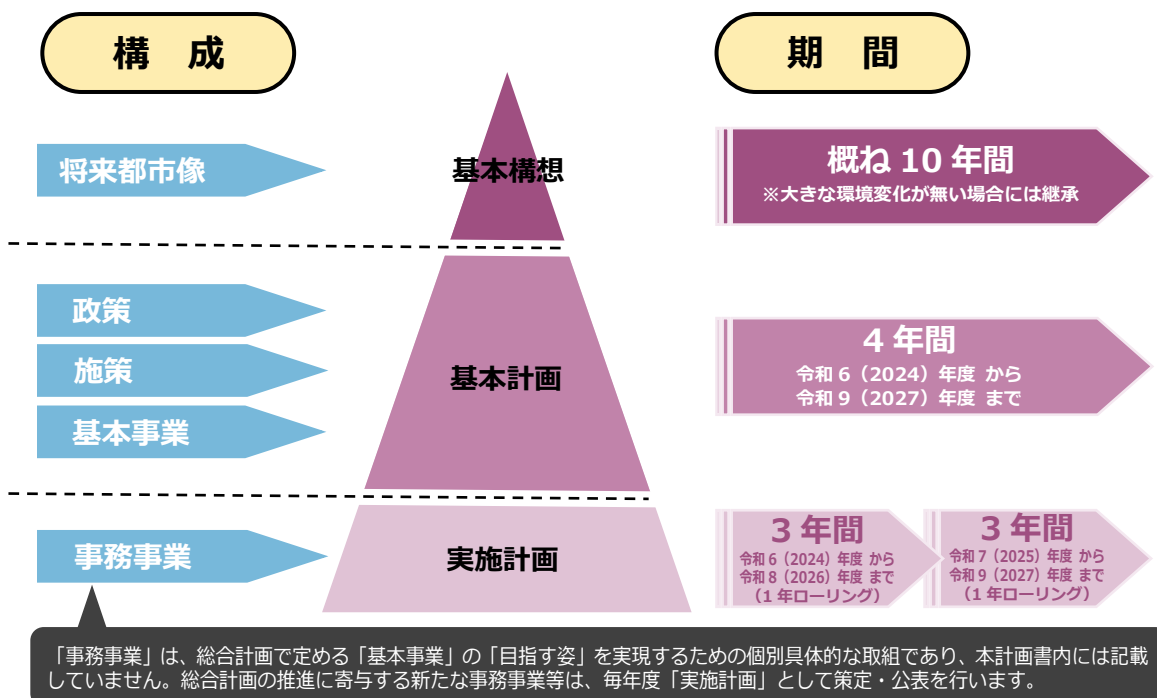 構 成
期 間
将来都市像
基本構想
概ね 10 年間
※大きな環境変化が無い場合には継承
政策
施策
基本事業
基本計画
4 年間
令和 6（2024）年度 から
令和 9（2027）年度 まで
事務事業
実施計画
3 年間
令和 6（2024）年度 から
令和 8（2026）年度 まで
（1 年ローリング）
3 年間
令和 7（2025）年度 から
令和 9（2027）年度 まで
（1 年ローリング）
「事務事業」は、総合計画で定める「基本事業」の「目指す姿」を実現するための個別具体的な取組であり、本計画書内には記載
していません。総合計画の推進に寄与する新たな事務事業等は、毎年度「実施計画」として策定・公表を行います。